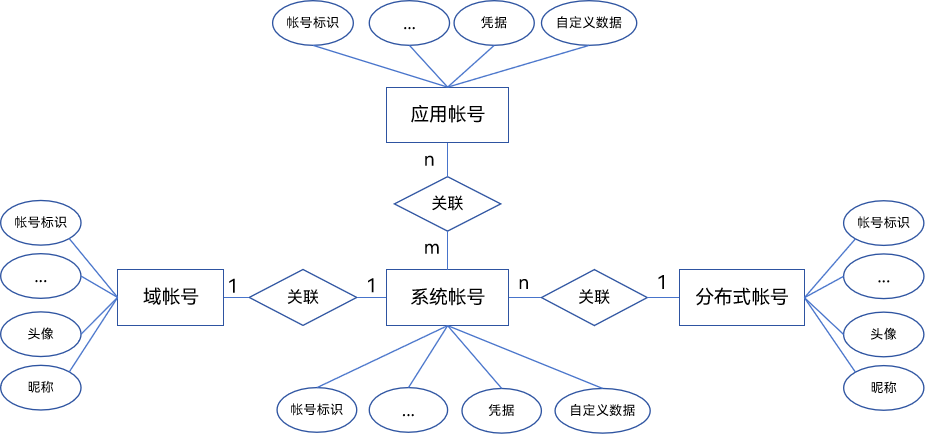 帐号标识
...
凭据
自定义数据
应用帐号
n
关联
m
帐号标识
...
头像
昵称
域帐号
1
关联
1
系统帐号
n
关联
1
分布式帐号
帐号标识
...
头像
昵称
帐号标识
...
凭据
自定义数据